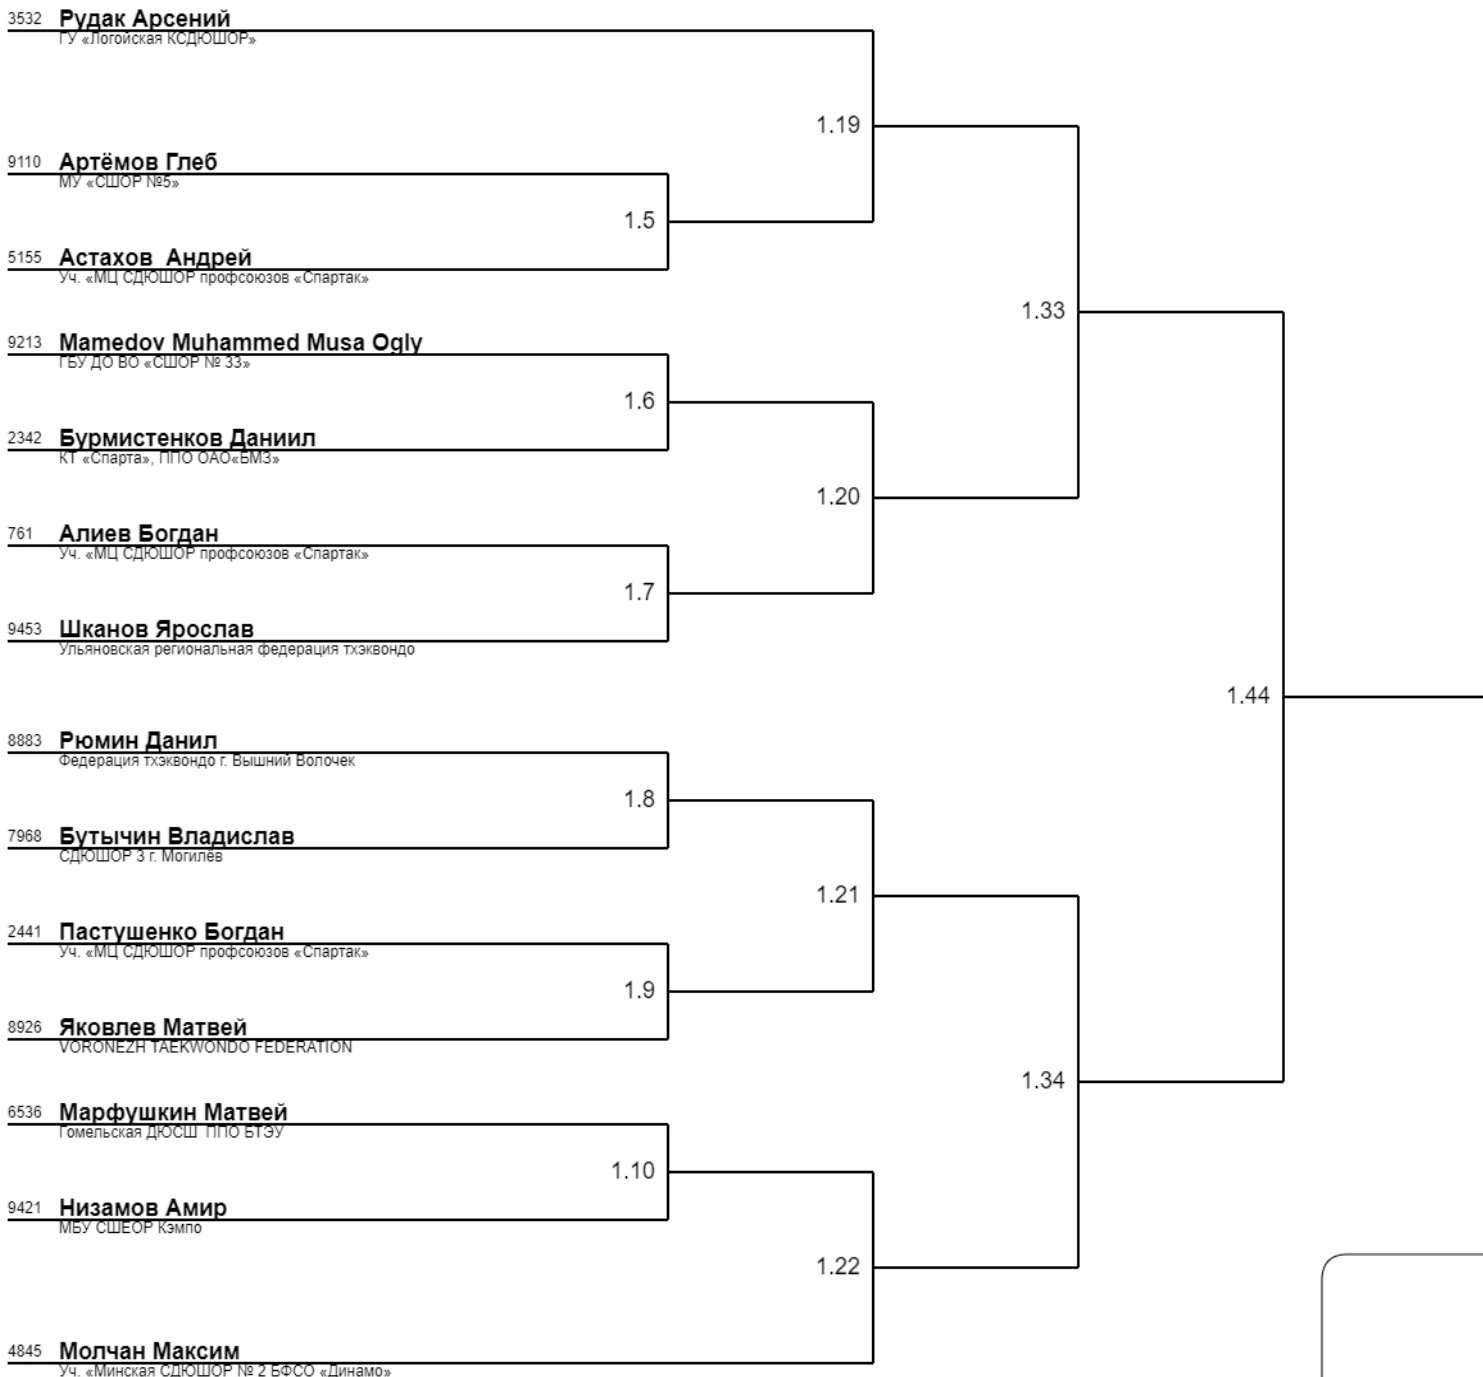 3532 Рудак Арсений
ГУ «Логойская КСДЮШОР»
1.19
9110 Артёмов Глеб
МУ «СШОР №5»
1.5
5155 Астахов  Андрей
Уч. «МЦ СДЮШОР профсоюзов «Спартак»
1.33
9213 Mamedov Muhammed Musa Ogly
ГБУ ДО ВО «СШОР № 33»
1.6
2342 Бурмистенков Даниил
КТ «Спарта», ППО ОАО«БМЗ»
1.20
761 Алиев Богдан
Уч. «МЦ СДЮШОР профсоюзов «Спартак»
1.7
9453 Шканов Ярослав
Ульяновская региональная федерация тхэквондо
1.44
8883 Рюмин Данил
Федерация тхэквондо г. Вышний Волочек
1.8
7968 Бутычин Владислав
СДЮШОР 3 г. Могилёв
1.21
2441 Пастушенко Богдан
Уч. «МЦ СДЮШОР профсоюзов «Спартак»
1.9
8926 Яковлев Матвей
VORONEZH TAEKWONDO FEDERATION
1.34
6536 Марфушкин Матвей
Гомельская ДЮСШ  ППО БТЭУ
1.10
9421 Низамов Амир
МБУ СШЕОР Кэмпо
1.22
4845 Молчан Максим
Уч. «Минская СДЮШОР № 2 БФСО «Динамо»